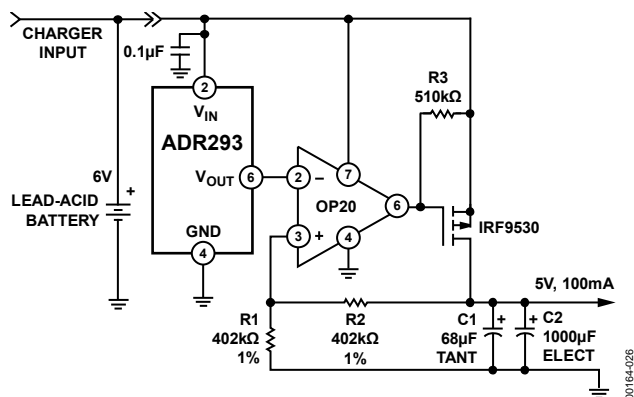 CHARGER
INPUT
0.1µF
2
VIN
ADR293
VOUT
6
GND
4
6V
+
LEAD-ACID
BATTERY
2
–
7
3
+
OP20
4
6
R3
510kΩ
IRF9530
5V, 100mA
R1
402kΩ
1%
R2
402kΩ
1%
C1
68µF
TANT
+
C2
1000µF
ELECT
+
00164-026